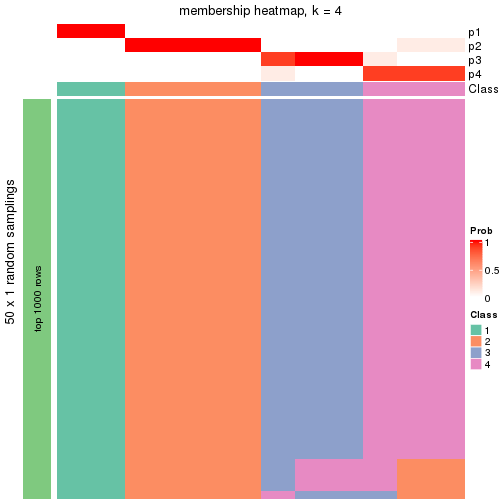 membership heatmap, k = 4
p1
p2
p3
p4
Class
50 x 1 random samplings
top 1000 rows
Prob
1
0.5
0
Class
1
2
3
4